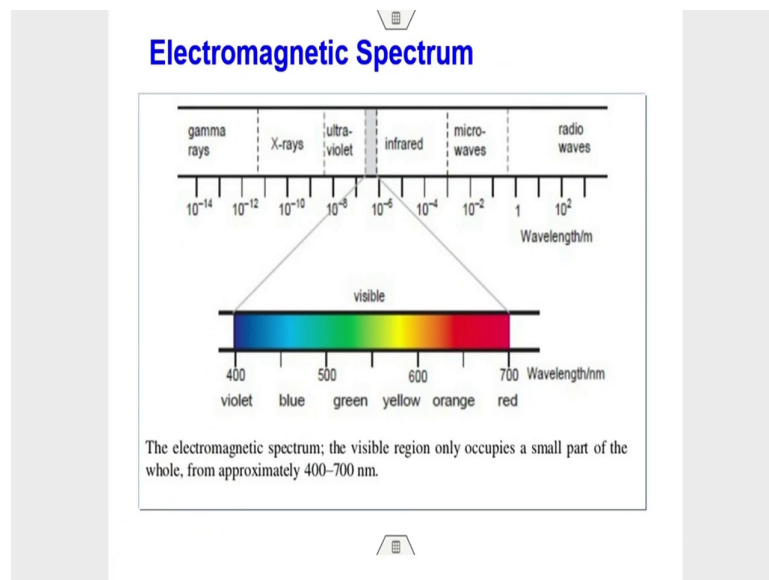 Electromagnetic Spectrum
gamma rays X-rays ultra-violet infrared micro-waves radio waves
10⁻¹⁴ 10⁻¹² 10⁻¹⁰ 10⁻⁸ 10⁻⁶ 10⁻⁴ 10⁻² 1 10²
Wavelength/m
visible
400 500 600 700 Wavelength/nm
violet blue green yellow orange red
The electromagnetic spectrum; the visible region only occupies a small part of the
whole, from approximately 400–700 nm.